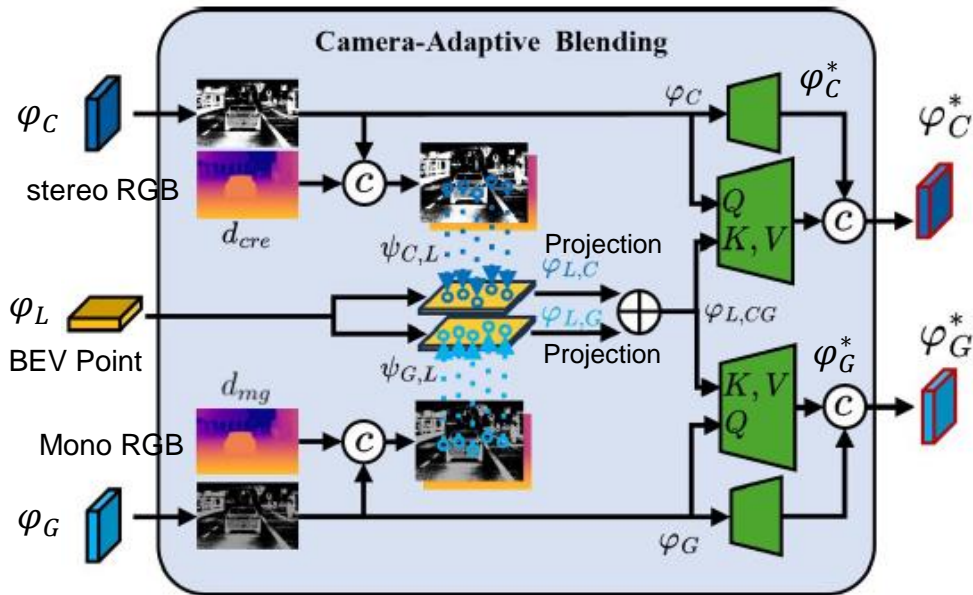 Camera-Adaptive Blending
φ_C
φ_C
φ*_C
φ*_C
stereo RGB
c
d_cre
Q
K, V
c
ψ_{C,L}
Projection
φ_{L,C}
φ_L
φ_{L,G}
φ_{L,CG}
BEV Point
ψ_{G,L}
Projection
d_mg
φ*_G
φ*_G
K, V
Q
c
Mono RGB
c
φ_G
φ_G